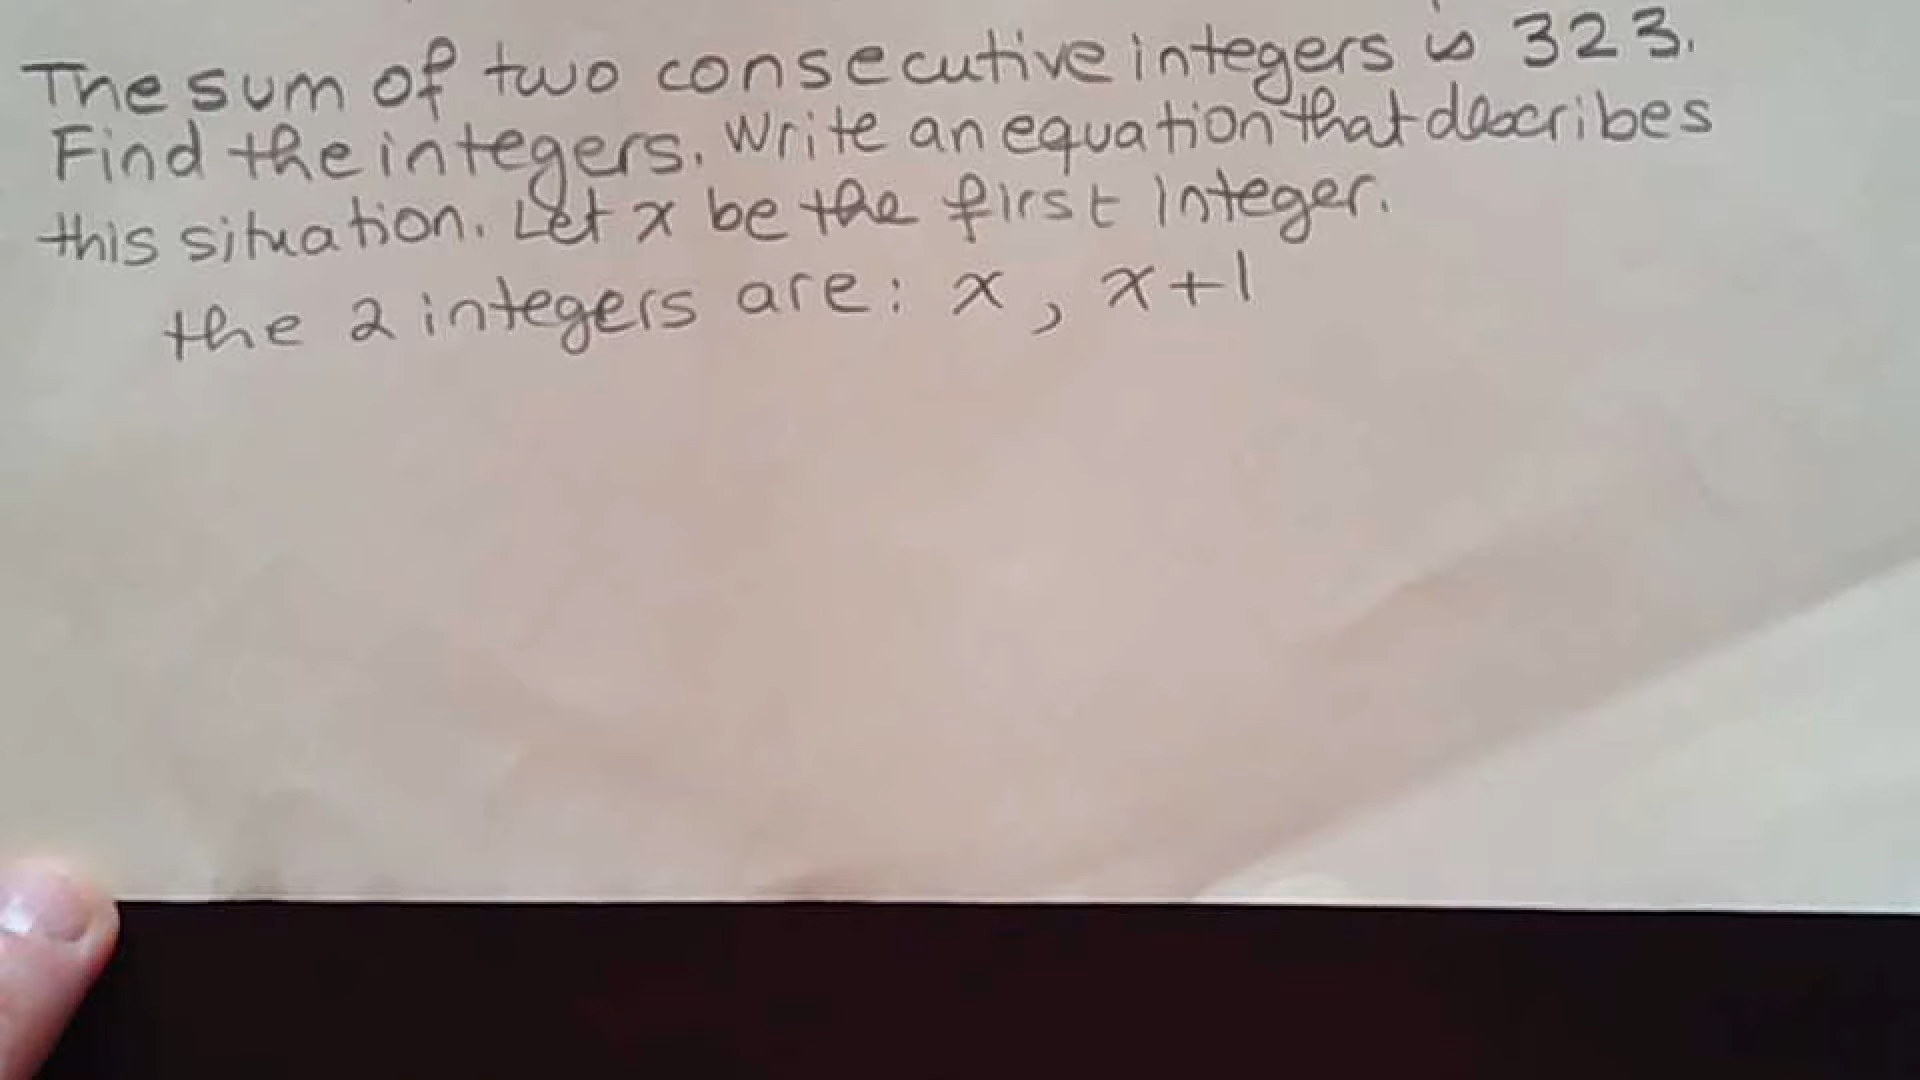 The sum of two consecutive integers is 323.
Find the integers. Write an equation that describes
this situation. Let x be the first integer.
the 2 integers are: x, x+1